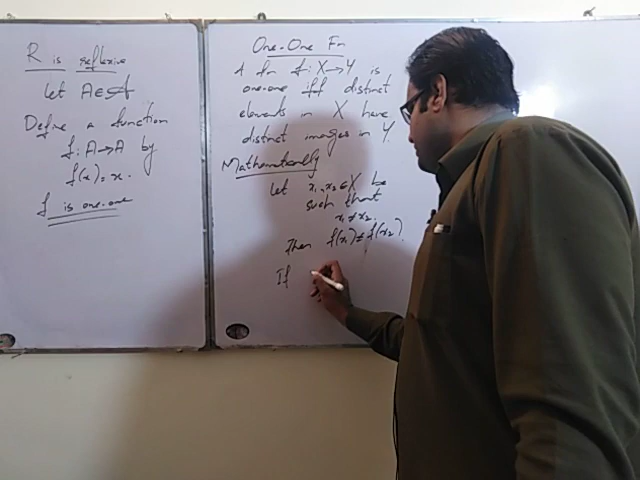 R is reflexive
Let A∈𝒜
Define a function
f: A→A by
f(x)=x.
f is one-one
One-One Fn
A fn f: X→Y is
one-one iff distinct
elements in X have
distinct images in Y.
Mathematically
Let x₁,x₂∈X be
such that
x₁≠x₂.
Then f(x₁)≠f(x₂).
If